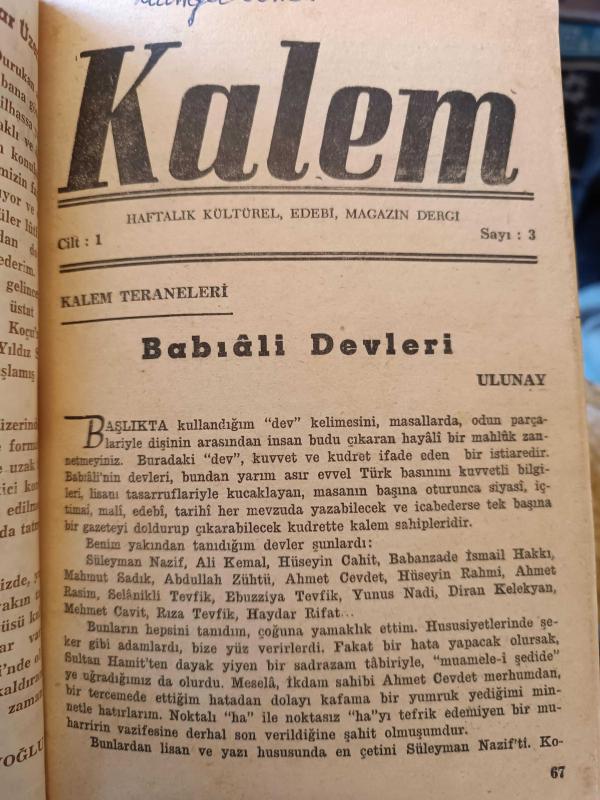 Kalem
HAFTALIK KÜLTÜREL, EDEBİ, MAGAZİN DERGİ
Cilt : 1
Sayı : 3
KALEM TERANELERİ
Babıâli Devleri
ULUNAY
BAŞLIKTA kullandığım "dev" kelimesini, masallarda, odun parça-
lariyle dişinin arasından insan budu çıkaran hayâlî bir mahlûk zan-
netmeyiniz. Buradaki "dev", kuvvet ve kudret ifade eden bir istiaredir.
Babıâli'nin devleri, bundan yarım asır evvel Türk basınını kuvvetli bilgi-
leri, lisanı tasarruflariyle kucaklayan, masanın başına oturunca siyasî, iç-
timaî, malî, edebî, tarihî her mevzuda yazabilecek ve icabederse tek başına
bir gazeteyi doldurup çıkarabilecek kudrette kalem sahipleridir.
Benim yakından tanıdığım devler şunlardı:
Süleyman Nazif, Ali Kemal, Hüseyin Cahit, Babanzade İsmail Hakkı,
Mahmut Sadık, Abdullah Zühtü, Ahmet Cevdet, Hüseyin Rahmi, Ahmet
Rasim, Selânikli Tevfik, Ebuzziya Tevfik, Yunus Nadi, Diran Kelekyan,
Mehmet Cavit, Rıza Tevfik, Haydar Rifat...
Bunların hepsini tanıdım, çoğuna yamaklık ettim. Hususiyetlerinde şe-
ker gibi adamlardı, bize yüz verirlerdi. Fakat bir hata yapacak olursak,
Sultan Hamit'ten dayak yiyen bir sadrazam tâbiriyle, "muamele-i şedide"
ye uğradığımız da olurdu. Meselâ, İkdam sahibi Ahmet Cevdet merhumdan,
bir tercemede ettiğim hatadan dolayı kafama bir yumruk yediğimi min-
netle hatırlarım. Noktalı "ha" ile noktasız "ha"yı tefrik edemiyen bir mu-
harririn vazifesine derhal son verildiğine şahit olmuşumdur.
Bunlardan lisan ve yazı hususunda en çetini Süleyman Nazif'ti. Ko-
67